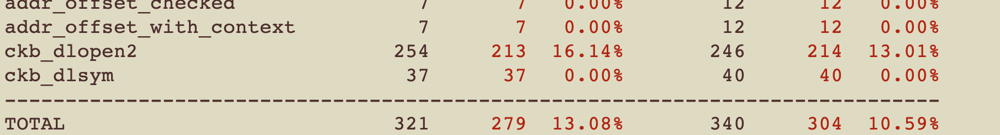 addr_offset_checked 7 7 0.00% 12 12 0.00%
addr_offset_with_context 7 7 0.00% 12 12 0.00%
ckb_dlopen2 254 213 16.14% 246 214 13.01%
ckb_dlsym 37 37 0.00% 40 40 0.00%
-----------------------------------------------------------------------------
TOTAL 321 279 13.08% 340 304 10.59%